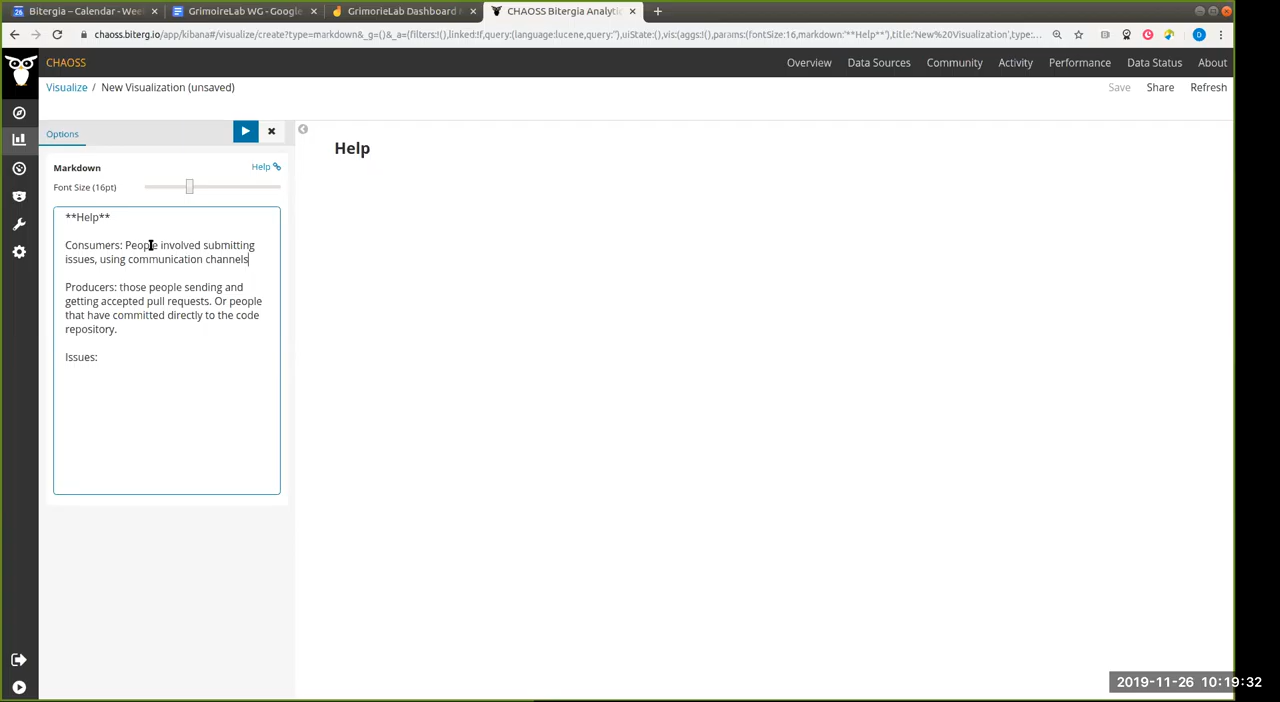 Bitergia – Calendar - Wee
GrimoireLab WG - Google
GrimorieLab Dashboard
CHAOSS Bitergia Analytic
chaoss.biterg.io/app/kibana#/visualize/create?type=markdown&_g=()&_a=(filters:!(),linked:!f,query:(language:lucene,query:''),uiState:(),vis:(aggs:!(),params:(fontSize:16,markdown:'**Help**'),title:'New%20Visualization',type:...
D
CHAOSS
Overview
Data Sources
Community
Activity
Performance
Data Status
About
Visualize / New Visualization (unsaved)
Save
Share
Refresh
Options
Markdown
Help
Font Size (16pt)
**Help**
Consumers: People involved submitting
issues, using communication channels
Producers: those people sending and
getting accepted pull requests. Or people
that have committed directly to the code
repository.
Issues:
Help
2019-11-26 10:19:32